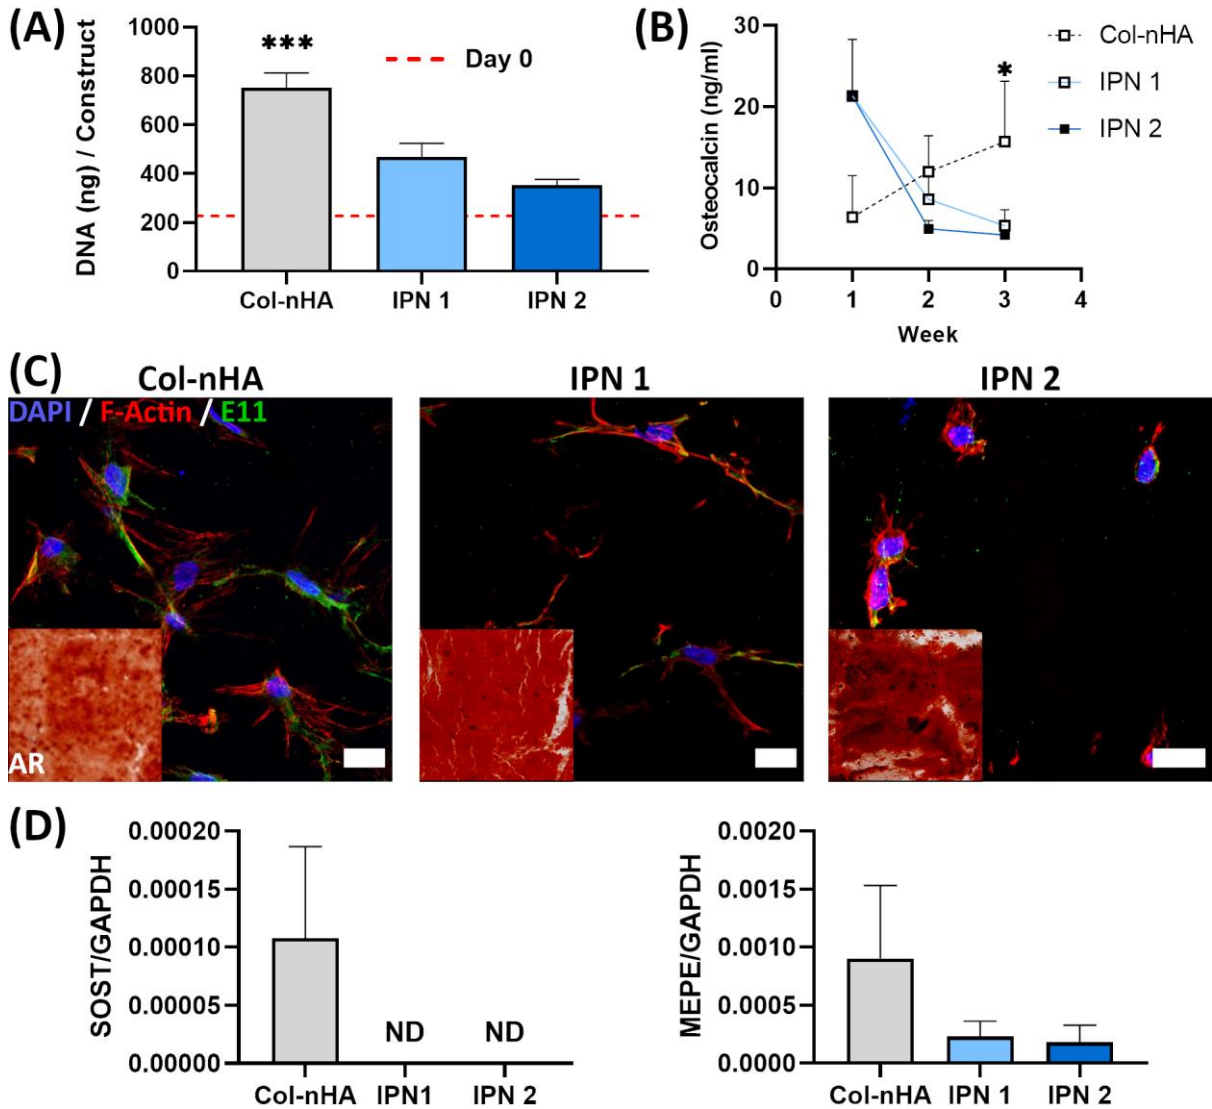 (A)
DNA (ng) / Construct
1000
800
600
400
200
0
***
Day 0
Col-nHA IPN 1 IPN 2
(B)
Osteocalcin (ng/ml)
30
20
10
0
*
Col-nHA
IPN 1
IPN 2
0 1 2 3 4
Week
(C)
Col-nHA IPN 1 IPN 2
DAPI / F-Actin / E11
AR
(D)
SOST/GAPDH
0.00020
0.00015
0.00010
0.00005
0.00000
ND ND
Col-nHA IPN1 IPN 2
MEPE/GAPDH
0.0020
0.0015
0.0010
0.0005
0.0000
Col-nHA IPN 1 IPN 2